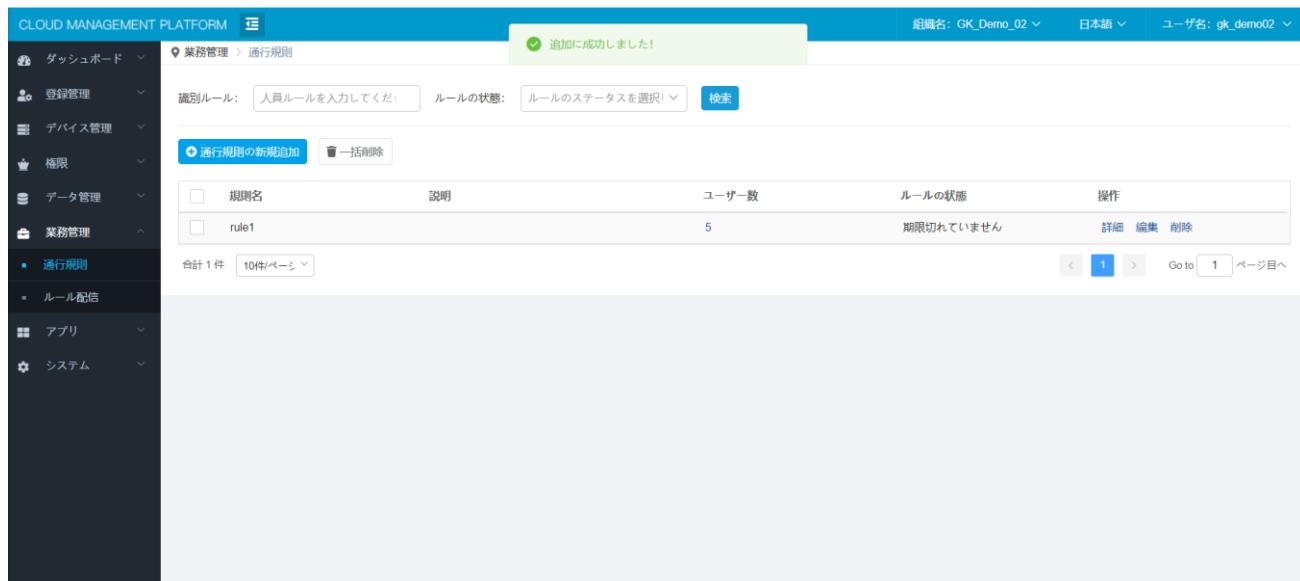 CLOUD MANAGEMENT PLATFORM
組織名: GK_Demo_02
日本語
ユーザ名: gk_demo02
追加に成功しました!
ダッシュボード
登録管理
デバイス管理
権限
データ管理
業務管理
通行規則
ルール配信
アプリ
システム
業務管理 > 通行規則
識別ルール: 人員ルールを入力してくだ
ルールの状態: ルールのステータスを選択
検索
通行規則の新規追加
一括削除
規則名 説明 ユーザー数 ルールの状態 操作
rule1 5 期限切れていません 詳細 編集 削除
合計 1 件 10件/ページ < 1 > Go to 1 ページ目へ